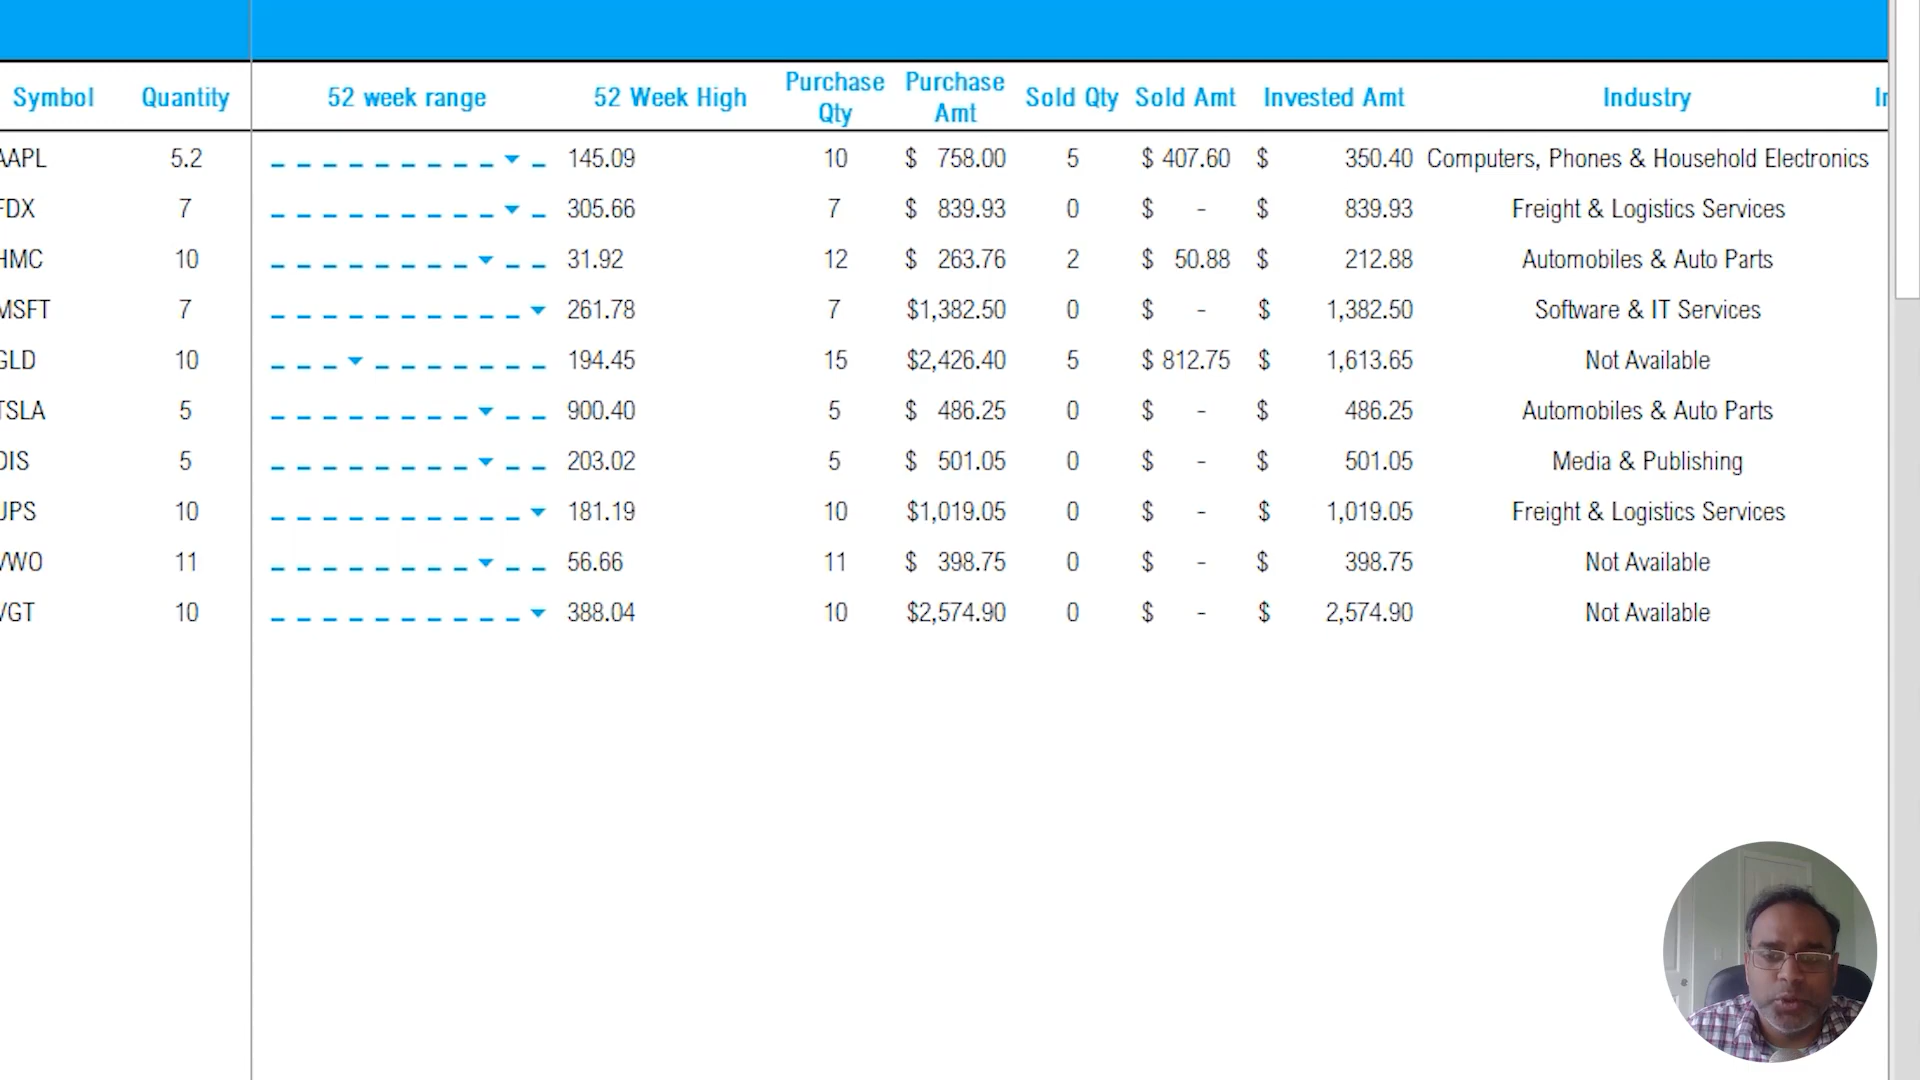 Symbol Quantity 52 week range 52 Week High Purchase Qty Purchase Amt Sold Qty Sold Amt Invested Amt Industry
AAPL 5.2 145.09 10 $ 758.00 5 $ 407.60 $ 350.40 Computers, Phones & Household Electronics
FDX 7 305.66 7 $ 839.93 0 $ - $ 839.93 Freight & Logistics Services
HMC 10 31.92 12 $ 263.76 2 $ 50.88 $ 212.88 Automobiles & Auto Parts
MSFT 7 261.78 7 $1,382.50 0 $ - $ 1,382.50 Software & IT Services
GLD 10 194.45 15 $2,426.40 5 $ 812.75 $ 1,613.65 Not Available
TSLA 5 900.40 5 $ 486.25 0 $ - $ 486.25 Automobiles & Auto Parts
DIS 5 203.02 5 $ 501.05 0 $ - $ 501.05 Media & Publishing
UPS 10 181.19 10 $1,019.05 0 $ - $ 1,019.05 Freight & Logistics Services
VWO 11 56.66 11 $ 398.75 0 $ - $ 398.75 Not Available
VGT 10 388.04 10 $2,574.90 0 $ - $ 2,574.90 Not Available